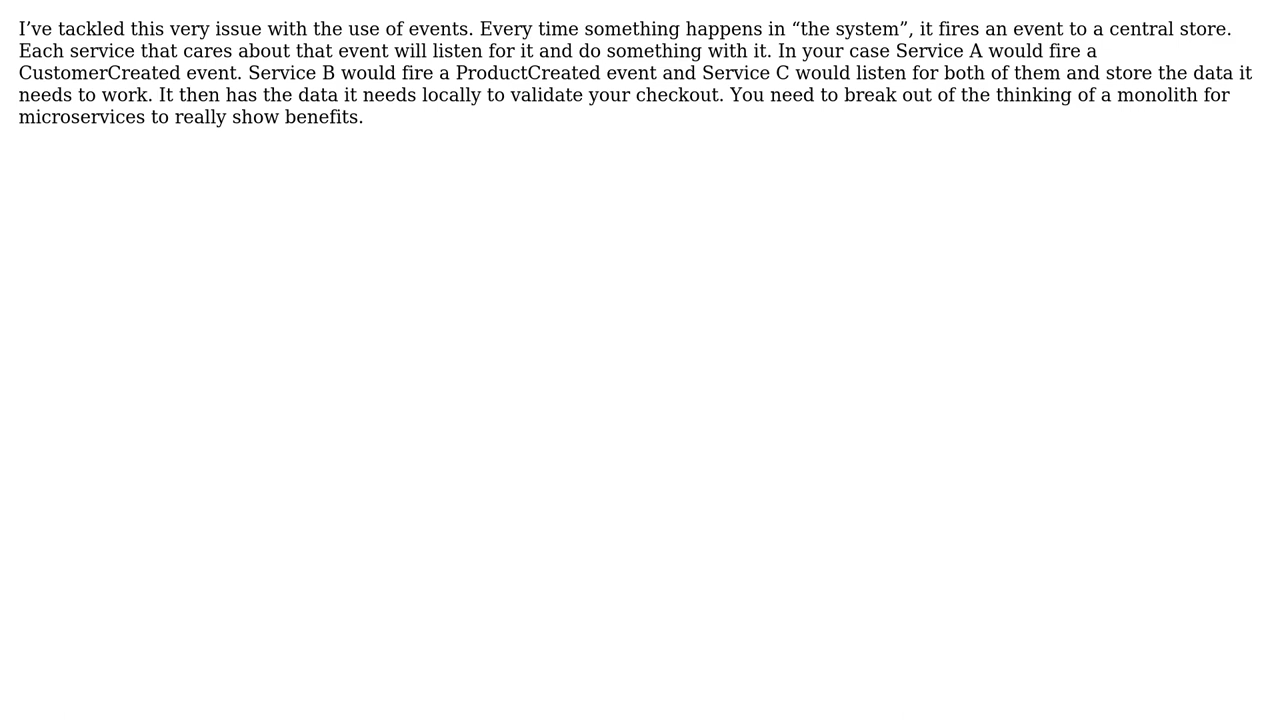 I’ve tackled this very issue with the use of events. Every time something happens in “the system”, it fires an event to a central store.
Each service that cares about that event will listen for it and do something with it. In your case Service A would fire a
CustomerCreated event. Service B would fire a ProductCreated event and Service C would listen for both of them and store the data it
needs to work. It then has the data it needs locally to validate your checkout. You need to break out of the thinking of a monolith for
microservices to really show benefits.